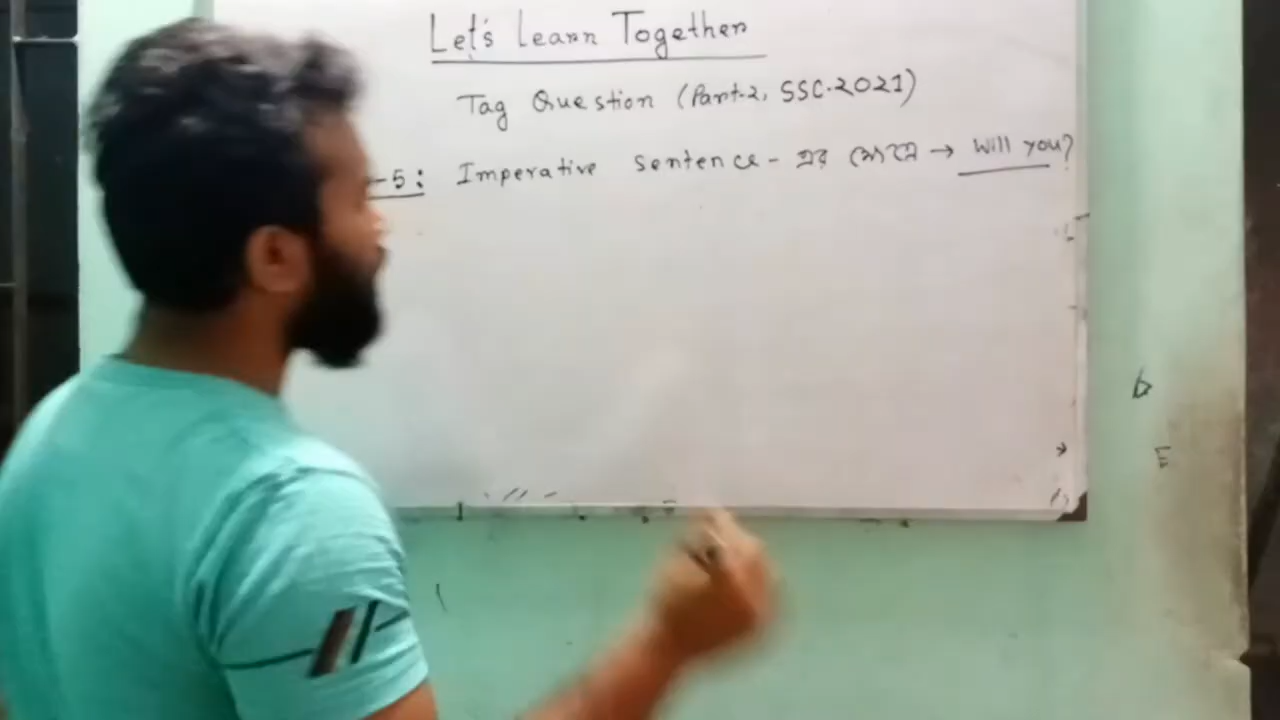 Let's Learn Together
Tag Question (Part-2, SSC-2021)
-5: Imperative sentence - এর শেষে → Will you?